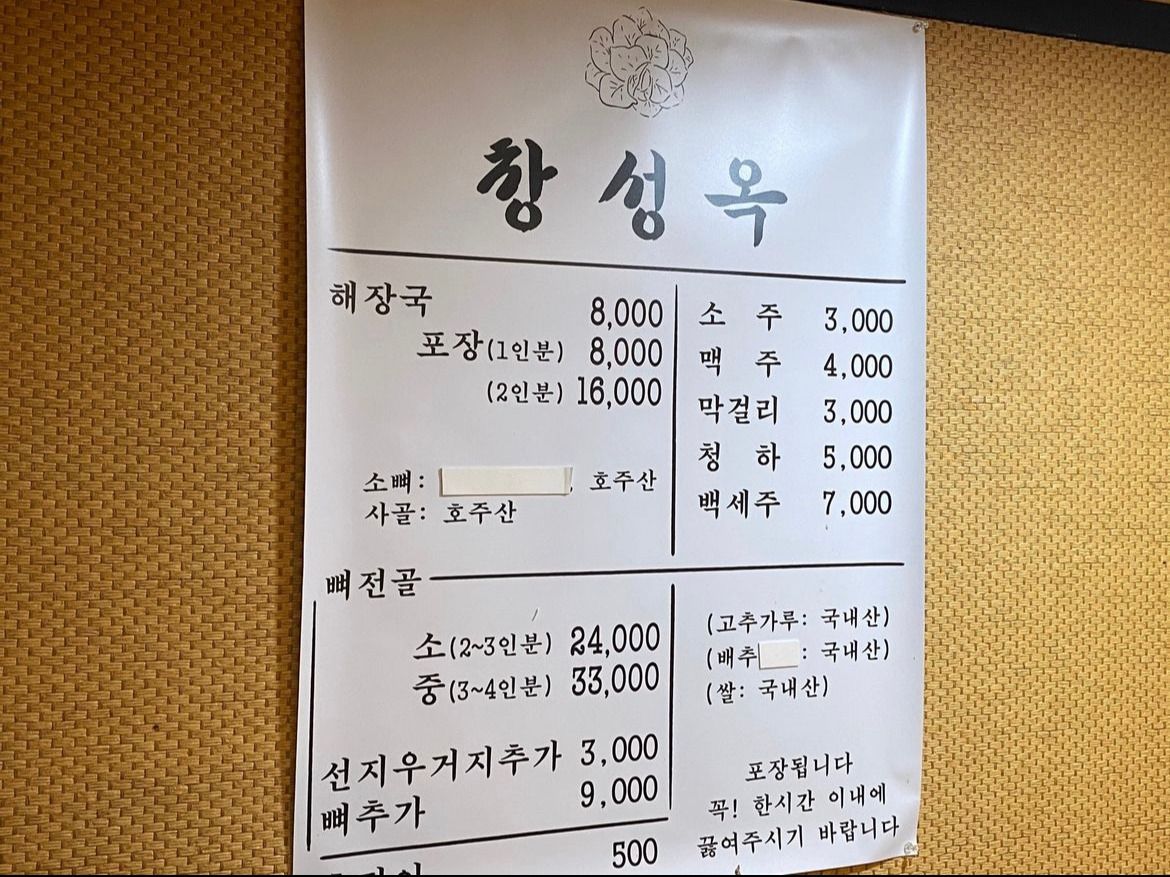 창성옥
해장국 8,000
포장(1인분) 8,000
(2인분) 16,000
소뼈: 호주산
사골: 호주산
소 주 3,000
맥 주 4,000
막걸리 3,000
청 하 5,000
백세주 7,000
뼈전골
소(2~3인분) 24,000
중(3~4인분) 33,000
선지우거지추가 3,000
뼈추가 9,000
500
(고추가루: 국내산)
(배추 : 국내산)
(쌀: 국내산)
포장됩니다
꼭! 한시간 이내에
끓여주시기 바랍니다